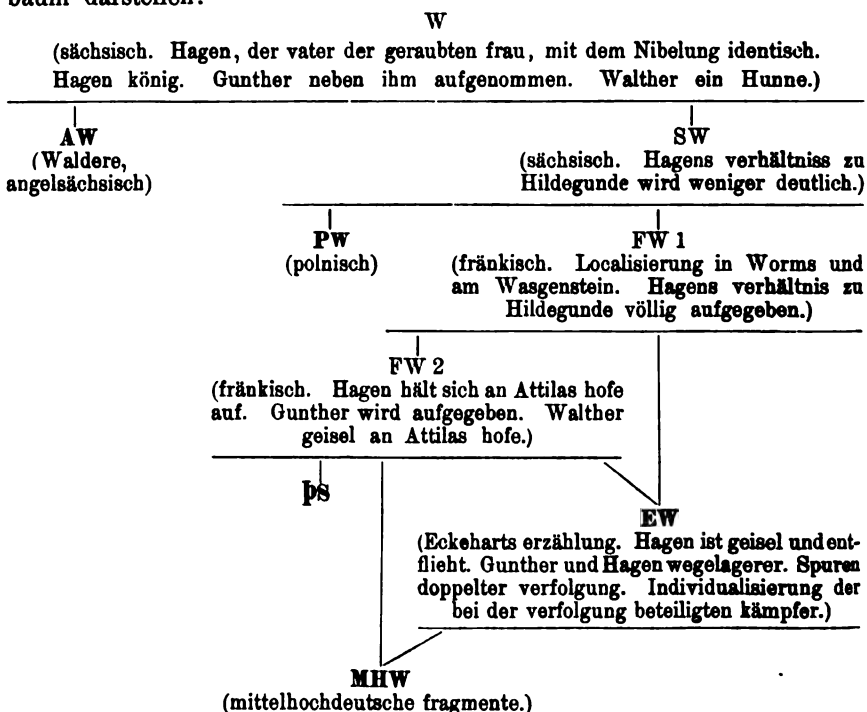 W
(sächsisch. Hagen, der vater der geraubten frau, mit dem Nibelung identisch.
Hagen könig. Gunther neben ihm aufgenommen. Walther ein Hunne.)
AW
(Waldere,
angelsächsisch)
SW
(sächsisch. Hagens verhältniss zu
Hildegunde wird weniger deutlich.)
PW
(polnisch)
FW 1
(fränkisch. Localisierung in Worms und
am Wasgenstein. Hagens verhältnis zu
Hildegunde völlig aufgegeben.)
FW 2
(fränkisch. Hagen hält sich an Attilas hofe
auf. Gunther wird aufgegeben. Walther
geisel an Attilas hofe.)
þs
EW
(Eckeharts erzählung. Hagen ist geisel und ent-
flieht. Gunther und Hagen wegelagerer. Spuren
doppelter verfolgung. Individualisierung der
bei der verfolgung beteiligten kämpfer.)
MHW
(mittelhochdeutsche fragmente.)